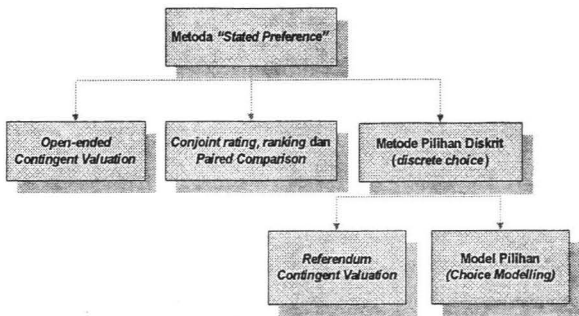 Metoda "Stated Preference"
Open-ended
Contingent Valuation
Conjoint rating, ranking dan
Paired Comparison
Metode Pilihan Diskrit
(discrete choice)
Referendum
Contingent Valuation
Model Pilihan
(Choice Modelling)